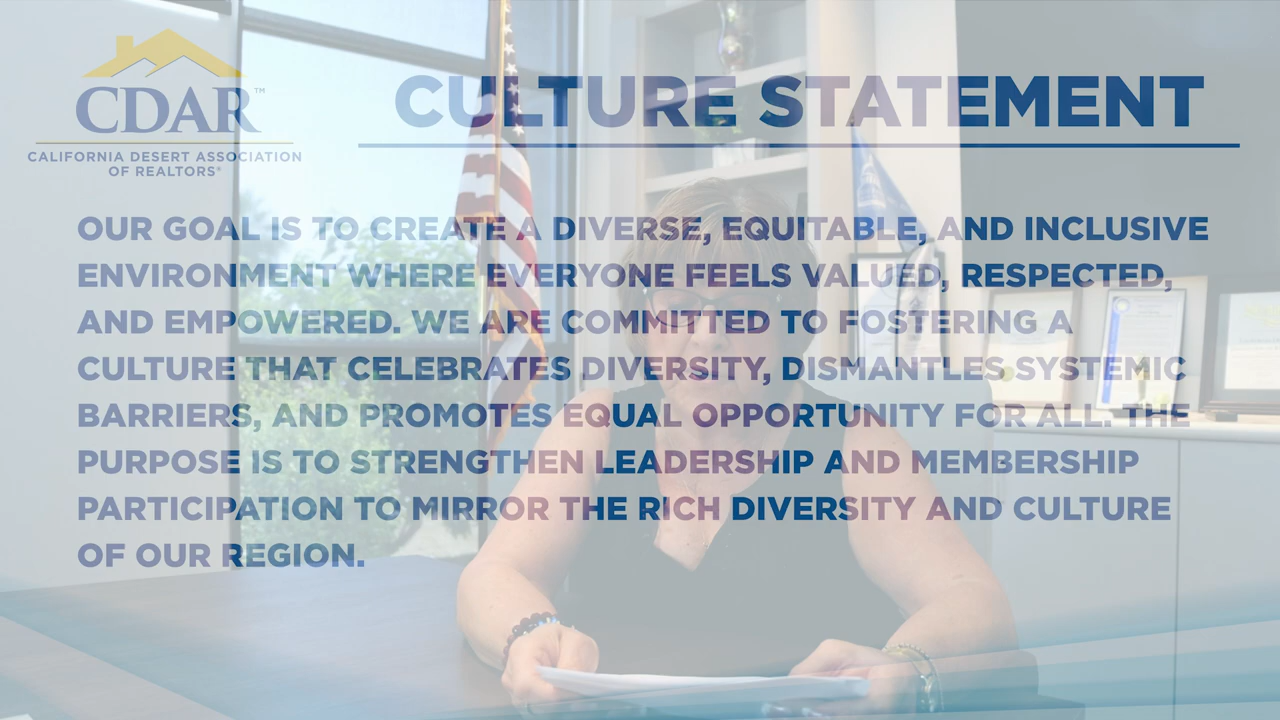 CDAR™
CALIFORNIA DESERT ASSOCIATION
OF REALTORS®
CULTURE STATEMENT
OUR GOAL IS TO CREATE A DIVERSE, EQUITABLE, AND INCLUSIVE
ENVIRONMENT WHERE EVERYONE FEELS VALUED, RESPECTED,
AND EMPOWERED. WE ARE COMMITTED TO FOSTERING A
CULTURE THAT CELEBRATES DIVERSITY, DISMANTLES SYSTEMIC
BARRIERS, AND PROMOTES EQUAL OPPORTUNITY FOR ALL. THE
PURPOSE IS TO STRENGTHEN LEADERSHIP AND MEMBERSHIP
PARTICIPATION TO MIRROR THE RICH DIVERSITY AND CULTURE
OF OUR REGION.